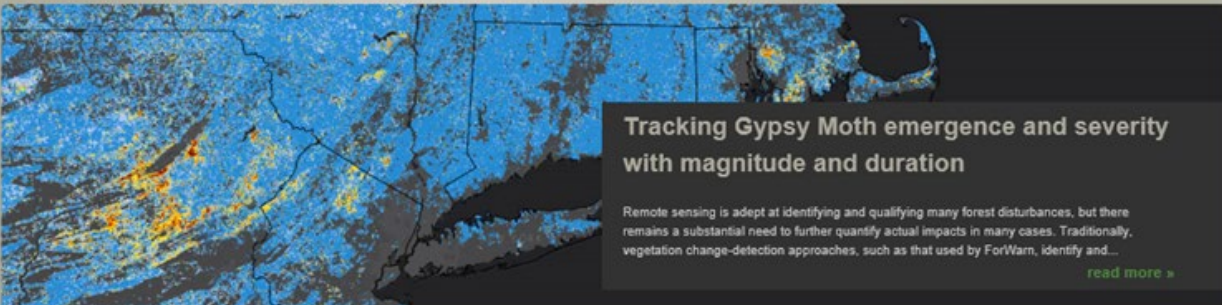 Tracking Gypsy Moth emergence and severity
with magnitude and duration
Remote sensing is adept at identifying and qualifying many forest disturbances, but there
remains a substantial need to further quantify actual impacts in many cases. Traditionally,
vegetation change-detection approaches, such as that used by ForWarn, identify and...
read more »